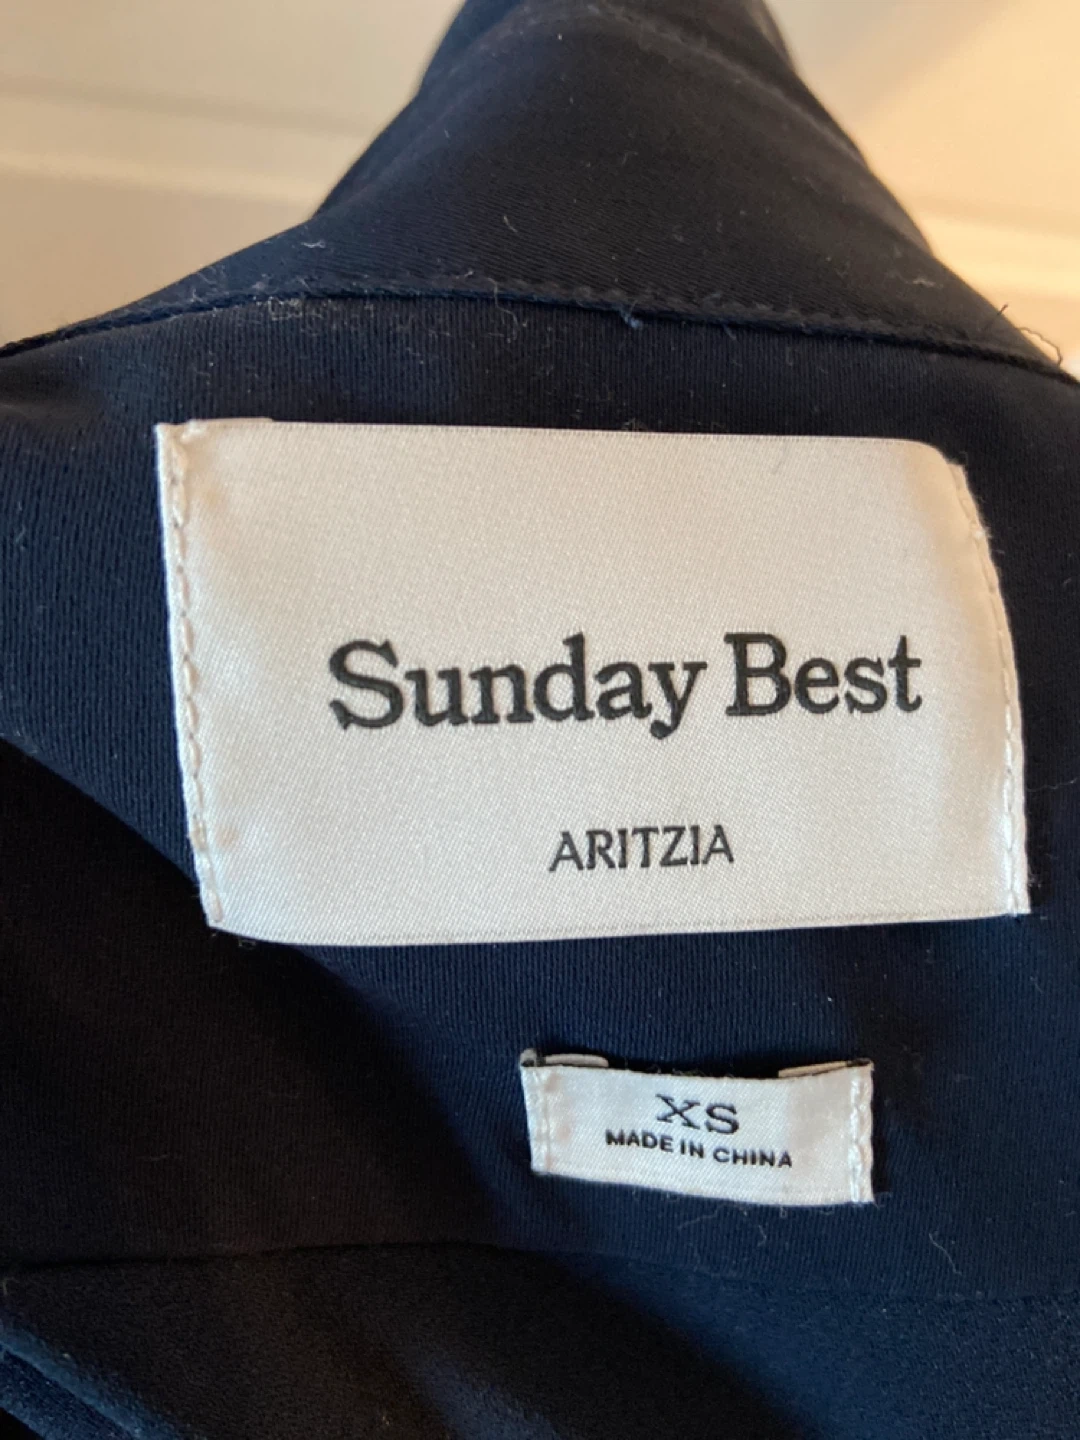 Sunday Best
ARITZIA
XS
MADE IN CHINA